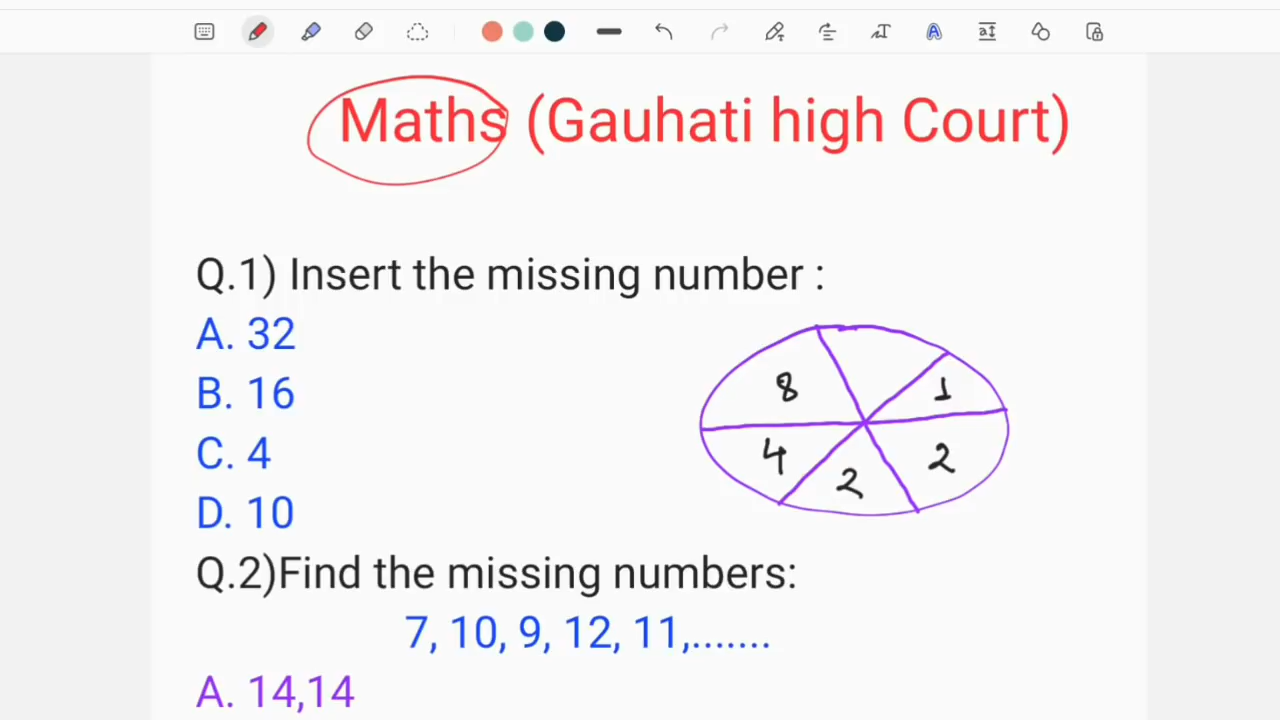 Maths (Gauhati high Court)
Q.1) Insert the missing number :
A. 32
B. 16
C. 4
D. 10
8
1
4
2
2
Q.2)Find the missing numbers:
7, 10, 9, 12, 11,.......
A. 14,14